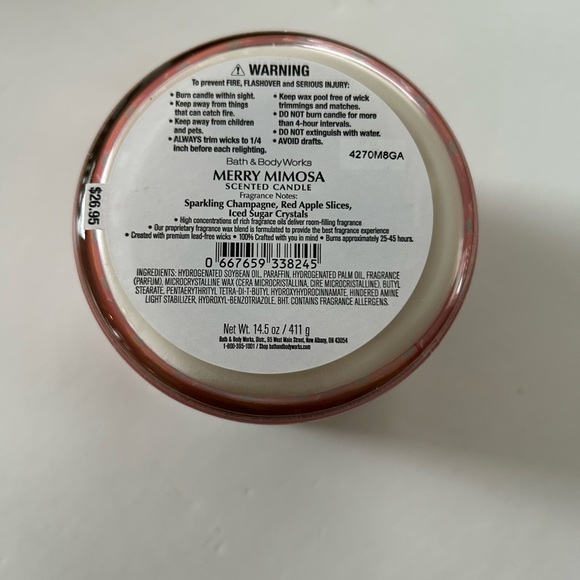 ⚠ WARNING
To prevent FIRE, FLASHOVER and SERIOUS INJURY:
• Burn candle within sight.
• Keep away from things
that can catch fire.
• Keep away from children
and pets.
• ALWAYS trim wicks to 1/4
inch before each relighting.
• Keep wax pool free of wick
trimmings and matches.
• DO NOT burn candle for more
than 4-hour intervals.
• DO NOT extinguish with water.
• AVOID drafts.
4270M8GA
Bath & Body Works
MERRY MIMOSA
SCENTED CANDLE
Fragrance Notes:
Sparkling Champagne, Red Apple Slices,
Iced Sugar Crystals
• High concentrations of rich fragrance oils deliver room-filling fragrance
• Our proprietary fragrance wax blend is formulated to provide the best fragrance experience
• Created with premium lead-free wicks • 100% Crafted with you in mind • Burns approximately 25-45 hours.
0 667659 338245
INGREDIENTS: HYDROGENATED SOYBEAN OIL, PARAFFIN, HYDROGENATED PALM OIL, FRAGRANCE
(PARFUM), MICROCRYSTALLINE WAX (CERA MICROCRISTALLINA, CIRE MICROCRISTALLINE), BUTYL
STEARATE, PENTAERYTHRITYL TETRA-DI-T-BUTYL HYDROXYHYDROCINNAMATE, HINDERED AMINE
LIGHT STABILIZER, HYDROXYL-BENZOTRIAZOLE, BHT. CONTAINS FRAGRANCE ALLERGENS.
Net Wt. 14.5 oz / 411 g
Bath & Body Works, Distr., 95 West Main Street, New Albany, OH 43054
1-800-395-1001 / Shop bathandbodyworks.com
$26.95